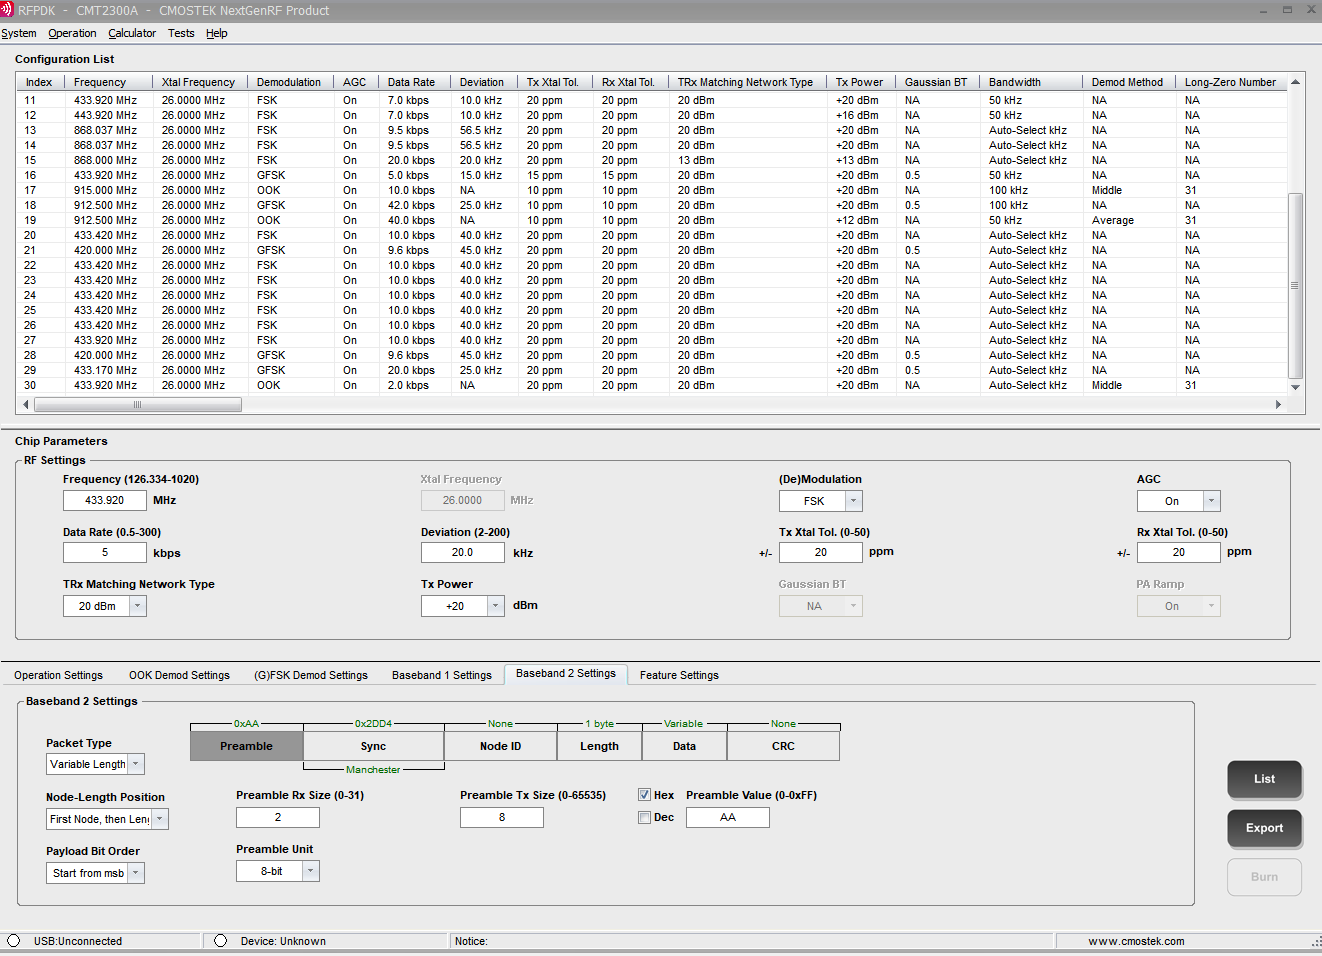 RFPDK - CMT2300A - CMOSTEK NextGenRF Product
System Operation Calculator Tests Help
Configuration List
Index Frequency Xtal Frequency Demodulation AGC Data Rate Deviation Tx Xtal Tol. Rx Xtal Tol. TRx Matching Network Type Tx Power Gaussian BT Bandwidth Demod Method Long-Zero Number
11 433.920 MHz 26.0000 MHz FSK On 7.0 kbps 10.0 kHz 20 ppm 20 ppm 20 dBm +20 dBm NA 50 kHz NA NA
12 443.920 MHz 26.0000 MHz FSK On 7.0 kbps 10.0 kHz 20 ppm 20 ppm 20 dBm +16 dBm NA 50 kHz NA NA
13 868.037 MHz 26.0000 MHz FSK On 9.5 kbps 56.5 kHz 20 ppm 20 ppm 20 dBm +20 dBm NA Auto-Select kHz NA NA
14 868.037 MHz 26.0000 MHz FSK On 9.5 kbps 56.5 kHz 20 ppm 20 ppm 20 dBm +20 dBm NA Auto-Select kHz NA NA
15 868.000 MHz 26.0000 MHz FSK On 20.0 kbps 20.0 kHz 20 ppm 20 ppm 13 dBm +13 dBm NA Auto-Select kHz NA NA
16 433.920 MHz 26.0000 MHz GFSK On 5.0 kbps 15.0 kHz 15 ppm 15 ppm 20 dBm +20 dBm 0.5 50 kHz NA NA
17 915.000 MHz 26.0000 MHz OOK On 10.0 kbps NA 10 ppm 10 ppm 20 dBm +20 dBm NA 100 kHz Middle 31
18 912.500 MHz 26.0000 MHz GFSK On 42.0 kbps 25.0 kHz 10 ppm 10 ppm 20 dBm +20 dBm 0.5 100 kHz NA NA
19 912.500 MHz 26.0000 MHz OOK On 40.0 kbps NA 10 ppm 10 ppm 20 dBm +12 dBm NA 50 kHz Average 31
20 433.420 MHz 26.0000 MHz FSK On 10.0 kbps 40.0 kHz 20 ppm 20 ppm 20 dBm +20 dBm NA Auto-Select kHz NA NA
21 420.000 MHz 26.0000 MHz GFSK On 9.6 kbps 45.0 kHz 20 ppm 20 ppm 20 dBm +20 dBm 0.5 Auto-Select kHz NA NA
22 433.420 MHz 26.0000 MHz FSK On 10.0 kbps 40.0 kHz 20 ppm 20 ppm 20 dBm +20 dBm NA Auto-Select kHz NA NA
23 433.420 MHz 26.0000 MHz FSK On 10.0 kbps 40.0 kHz 20 ppm 20 ppm 20 dBm +20 dBm NA Auto-Select kHz NA NA
24 433.420 MHz 26.0000 MHz FSK On 10.0 kbps 40.0 kHz 20 ppm 20 ppm 20 dBm +20 dBm NA Auto-Select kHz NA NA
25 433.420 MHz 26.0000 MHz FSK On 10.0 kbps 40.0 kHz 20 ppm 20 ppm 20 dBm +20 dBm NA Auto-Select kHz NA NA
26 433.420 MHz 26.0000 MHz FSK On 10.0 kbps 40.0 kHz 20 ppm 20 ppm 20 dBm +20 dBm NA Auto-Select kHz NA NA
27 433.920 MHz 26.0000 MHz FSK On 10.0 kbps 40.0 kHz 20 ppm 20 ppm 20 dBm +20 dBm NA Auto-Select kHz NA NA
28 420.000 MHz 26.0000 MHz GFSK On 9.6 kbps 45.0 kHz 20 ppm 20 ppm 20 dBm +20 dBm 0.5 Auto-Select kHz NA NA
29 433.170 MHz 26.0000 MHz GFSK On 20.0 kbps 25.0 kHz 20 ppm 20 ppm 20 dBm +20 dBm 0.5 Auto-Select kHz NA NA
30 433.920 MHz 26.0000 MHz OOK On 2.0 kbps NA 20 ppm 20 ppm 20 dBm +20 dBm NA Auto-Select kHz Middle 31
Chip Parameters
RF Settings
Frequency (126.334-1020) Xtal Frequency (De)Modulation AGC
433.920 MHz 26.0000 MHz FSK On
Data Rate (0.5-300) Deviation (2-200) Tx Xtal Tol. (0-50) Rx Xtal Tol. (0-50)
5 kbps 20.0 kHz +/- 20 ppm +/- 20 ppm
TRx Matching Network Type Tx Power Gaussian BT PA Ramp
20 dBm +20 dBm NA On
Operation Settings OOK Demod Settings (G)FSK Demod Settings Baseband 1 Settings Baseband 2 Settings Feature Settings
Baseband 2 Settings
0xAA 0x2DD4 None 1 byte Variable None
Packet Type Preamble Sync Node ID Length Data CRC
Variable Length Manchester
Node-Length Position Preamble Rx Size (0-31) Preamble Tx Size (0-65535) Hex Preamble Value (0-0xFF)
First Node, then Len 2 8 Dec AA
Payload Bit Order Preamble Unit
Start from msb 8-bit
List
Export
Burn
USB:Unconnected Device: Unknown Notice: www.cmostek.com